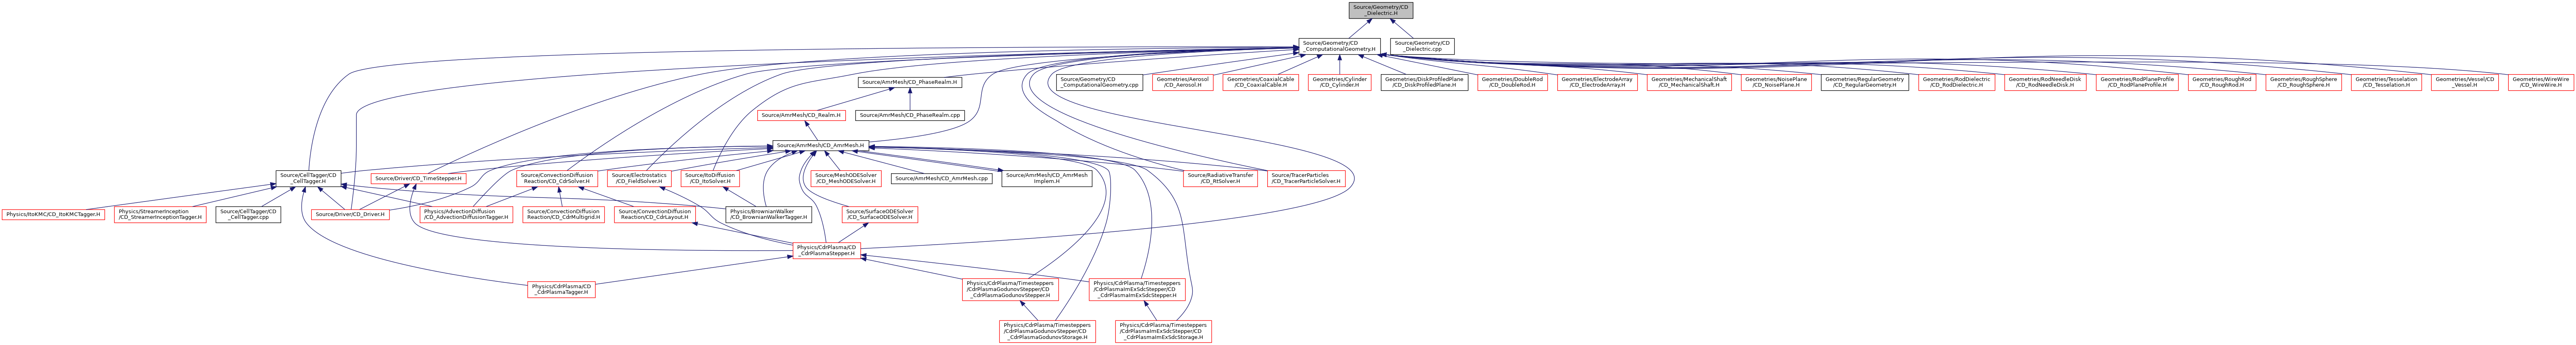 Source/Geometry/CD
_Dielectric.H
Source/Geometry/CD
_ComputationalGeometry.H
Source/Geometry/CD
_Dielectric.cpp
Source/AmrMesh/CD_PhaseRealm.H
Source/Geometry/CD
_ComputationalGeometry.cpp
Geometries/Aerosol
/CD_Aerosol.H
Geometries/CoaxialCable
/CD_CoaxialCable.H
Geometries/Cylinder
/CD_Cylinder.H
Geometries/DiskProfiledPlane
/CD_DiskProfiledPlane.H
Geometries/DoubleRod
/CD_DoubleRod.H
Geometries/ElectrodeArray
/CD_ElectrodeArray.H
Geometries/MechanicalShaft
/CD_MechanicalShaft.H
Geometries/NoisePlane
/CD_NoisePlane.H
Geometries/RegularGeometry
/CD_RegularGeometry.H
Geometries/RodDielectric
/CD_RodDielectric.H
Geometries/RodNeedleDisk
/CD_RodNeedleDisk.H
Geometries/RodPlaneProfile
/CD_RodPlaneProfile.H
Geometries/RoughRod
/CD_RoughRod.H
Geometries/RoughSphere
/CD_RoughSphere.H
Geometries/Tesselation
/CD_Tesselation.H
Geometries/Vessel/CD
_Vessel.H
Geometries/WireWire
/CD_WireWire.H
Source/AmrMesh/CD_Realm.H
Source/AmrMesh/CD_PhaseRealm.cpp
Source/AmrMesh/CD_AmrMesh.H
Source/CellTagger/CD
_CellTagger.H
Source/Driver/CD_TimeStepper.H
Source/ConvectionDiffusion
Reaction/CD_CdrSolver.H
Source/Electrostatics
/CD_FieldSolver.H
Source/ItoDiffusion
/CD_ItoSolver.H
Source/MeshODESolver
/CD_MeshODESolver.H
Source/AmrMesh/CD_AmrMesh.cpp
Source/AmrMesh/CD_AmrMesh
Implem.H
Source/RadiativeTransfer
/CD_RtSolver.H
Source/TracerParticles
/CD_TracerParticleSolver.H
Physics/ItoKMC/CD_ItoKMCTagger.H
Physics/StreamerInception
/CD_StreamerInceptionTagger.H
Source/CellTagger/CD
_CellTagger.cpp
Source/Driver/CD_Driver.H
Physics/AdvectionDiffusion
/CD_AdvectionDiffusionTagger.H
Source/ConvectionDiffusion
Reaction/CD_CdrMultigrid.H
Source/ConvectionDiffusion
Reaction/CD_CdrLayout.H
Physics/BrownianWalker
/CD_BrownianWalkerTagger.H
Source/SurfaceODESolver
/CD_SurfaceODESolver.H
Physics/CdrPlasma/CD
_CdrPlasmaStepper.H
Physics/CdrPlasma/CD
_CdrPlasmaTagger.H
Physics/CdrPlasma/Timesteppers
/CdrPlasmaGodunovStepper/CD
_CdrPlasmaGodunovStepper.H
Physics/CdrPlasma/Timesteppers
/CdrPlasmaImExSdcStepper/CD
_CdrPlasmaImExSdcStepper.H
Physics/CdrPlasma/Timesteppers
/CdrPlasmaGodunovStepper/CD
_CdrPlasmaGodunovStorage.H
Physics/CdrPlasma/Timesteppers
/CdrPlasmaImExSdcStepper/CD
_CdrPlasmaImExSdcStorage.H